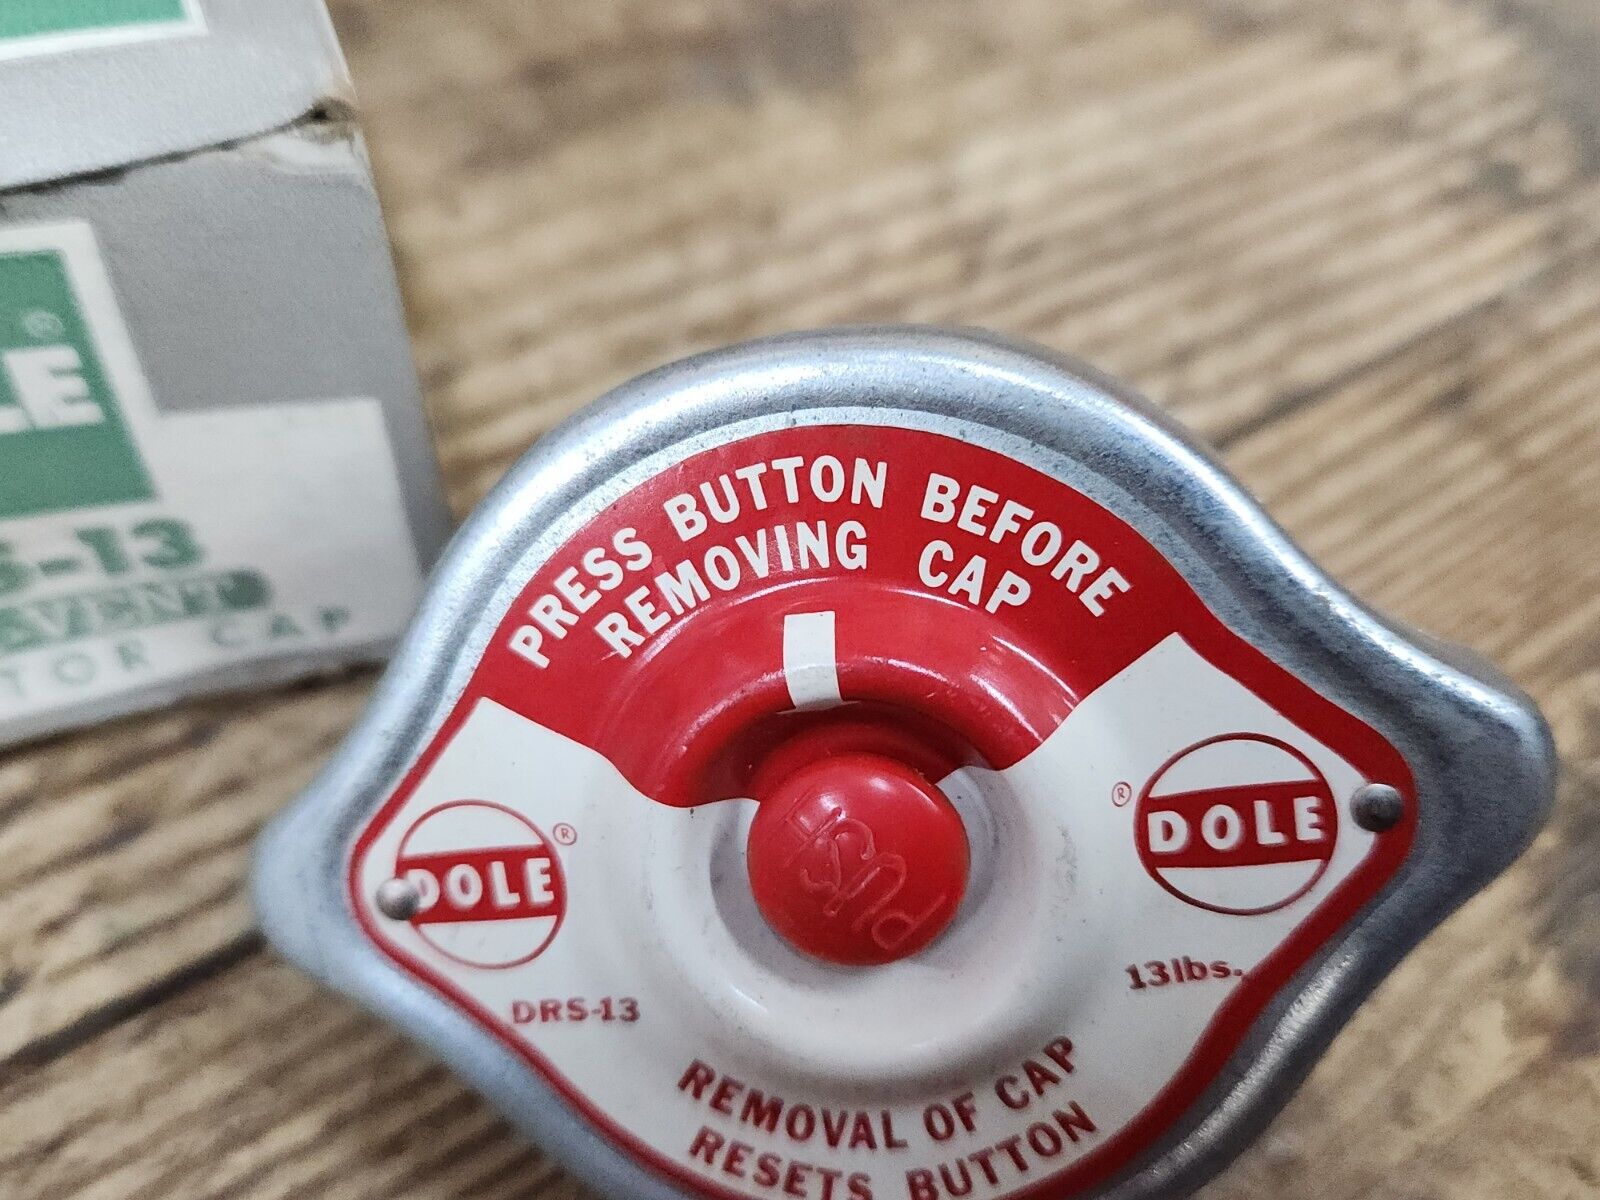 ®
LE
S-13
AVENT
TOR CAP
PRESS BUTTON BEFORE
REMOVING CAP
PUSH
DOLE®
®DOLE
DRS-13
13lbs.
REMOVAL OF CAP
RESETS BUTTON